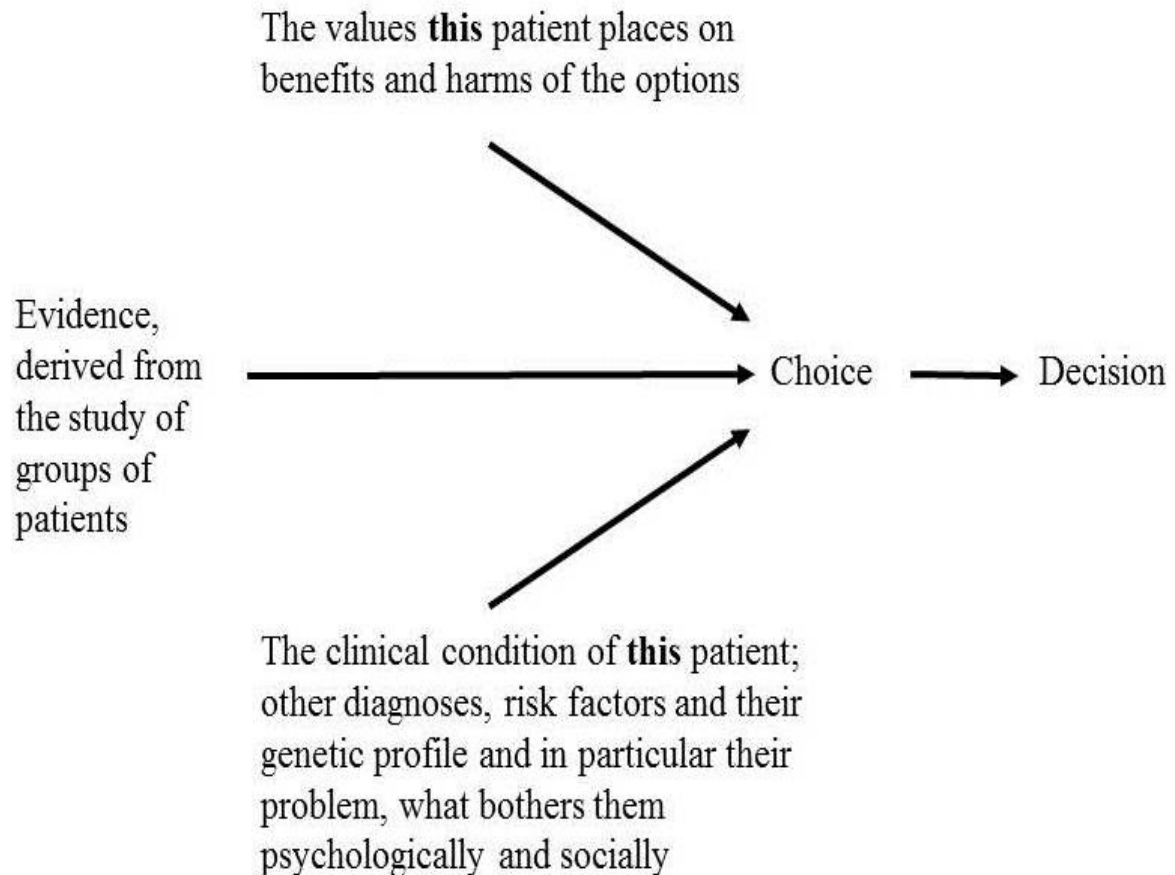 The values this patient places on
benefits and harms of the options
Evidence,
derived from
the study of
groups of
patients
Choice
Decision
The clinical condition of this patient;
other diagnoses, risk factors and their
genetic profile and in particular their
problem, what bothers them
psychologically and socially